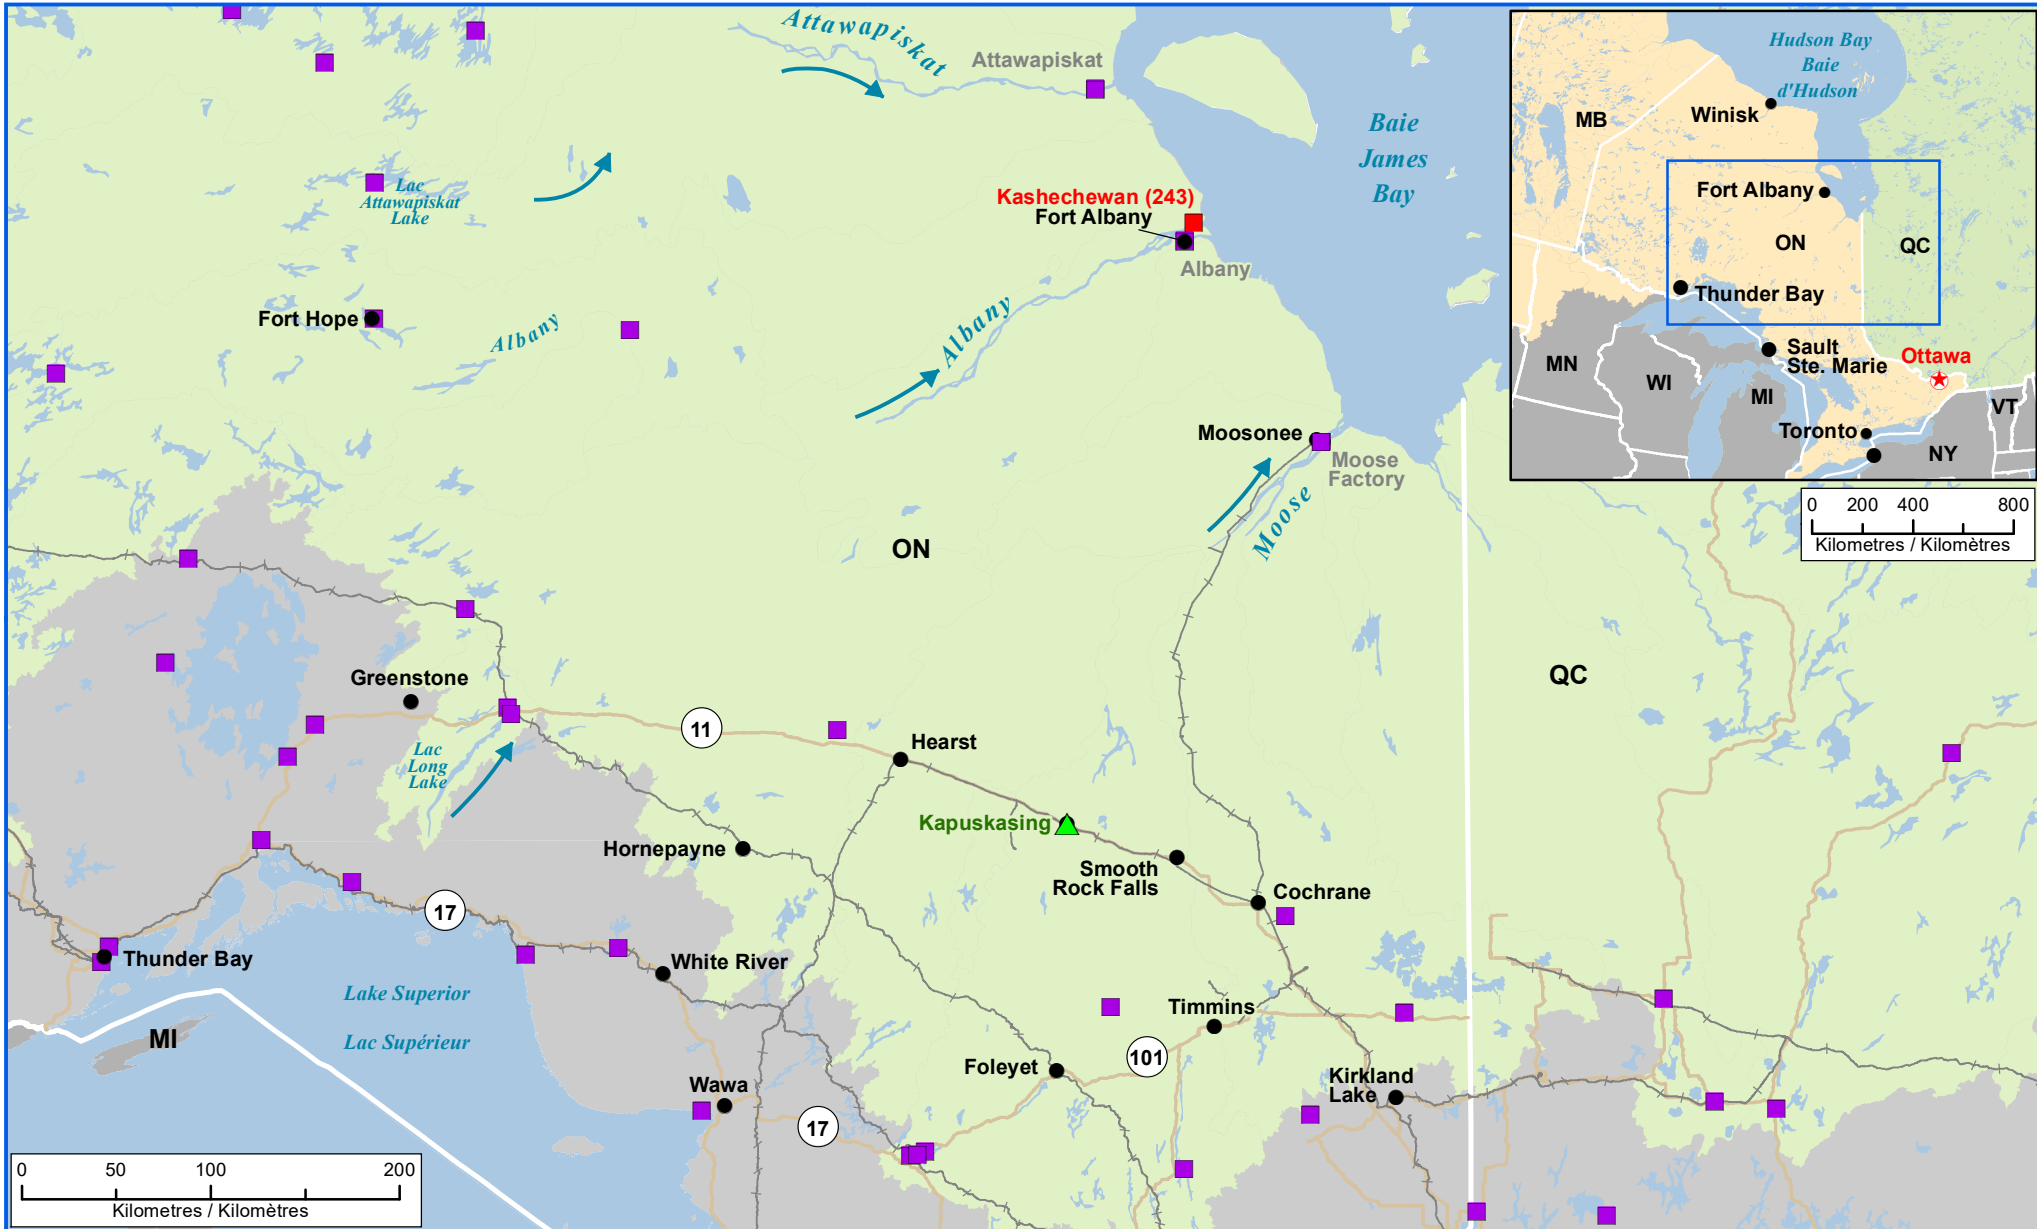 Attawapiskat
Attawapiskat
Baie
James
Bay
Hudson Bay
Baie
d'Hudson
Winisk
MB
Fort Albany
ON
QC
Thunder Bay
Sault
Ste. Marie
Ottawa
MN
WI
MI
VT
Toronto
NY
0 200 400 800
Kilometres / Kilomètres
Lac
Attawapiskat
Lake
Kashechewan (243)
Fort Albany
Albany
Fort Hope
Albany
Albany
Moosonee
Moose
Factory
Moose
ON
QC
Greenstone
Lac
Long
Lake
11
Hearst
Kapuskasing
Hornepayne
Smooth
Rock Falls
Cochrane
17
Thunder Bay
White River
Lake Superior
Lac Supérieur
MI
Timmins
101
Foleyet
Kirkland
Lake
Wawa
17
0 50 100 200
Kilometres / Kilomètres